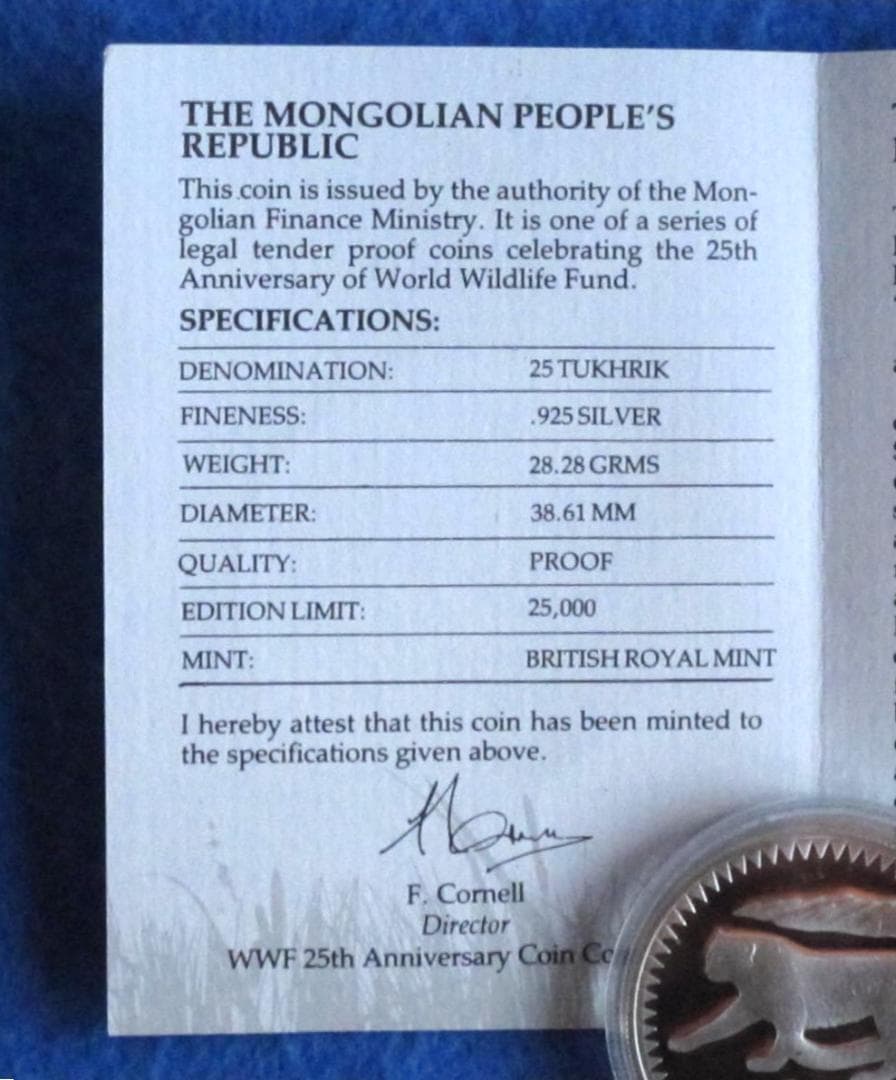 THE MONGOLIAN PEOPLE'S
REPUBLIC
This coin is issued by the authority of the Mon-
golian Finance Ministry. It is one of a series of
legal tender proof coins celebrating the 25th
Anniversary of World Wildlife Fund.
SPECIFICATIONS:
DENOMINATION: 25 TUKHRIK
FINENESS: .925 SILVER
WEIGHT: 28.28 GRMS
DIAMETER: 38.61 MM
QUALITY: PROOF
EDITION LIMIT: 25,000
MINT: BRITISH ROYAL MINT
I hereby attest that this coin has been minted to
the specifications given above.
F. Cornell
Director
WWF 25th Anniversary Coin